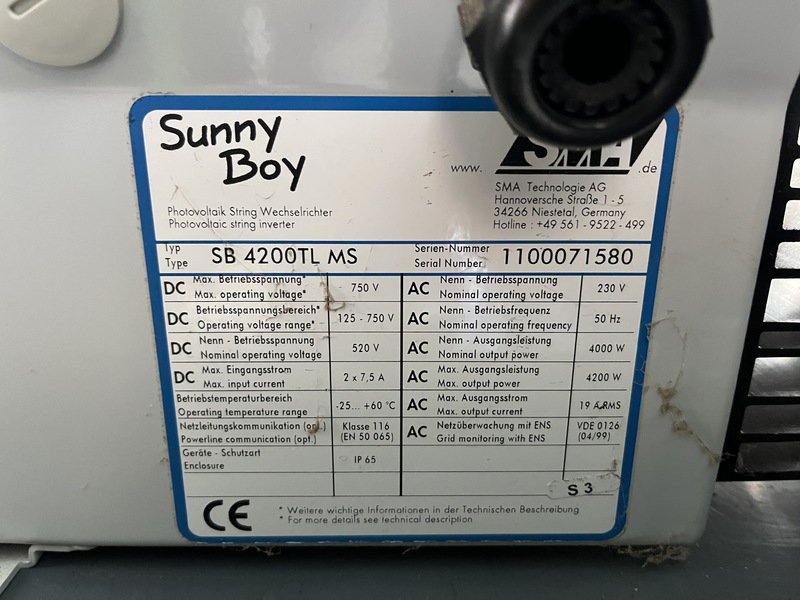 Sunny
Boy
www. SMA .de
SMA Technologie AG
Hannoversche Straße 1 - 5
34266 Niestetal, Germany
Hotline : +49 561 - 9522 - 499
Photovoltaik String Wechselrichter
Photovoltaic string inverter
Typ
Type SB 4200TL MS
Serien-Nummer
Serial Number 1100071580
DC Max. Betriebsspannung*
Max. operating voltage* 750 V
AC Nenn - Betriebsspannung
Nominal operating voltage 230 V
DC Betriebsspannungsbereich*
Operating voltage range* 125 - 750 V
AC Nenn - Betriebsfrequenz
Nominal operating frequency 50 Hz
DC Nenn - Betriebsspannung
Nominal operating voltage 520 V
AC Nenn - Ausgangsleistung
Nominal output power 4000 W
DC Max. Eingangsstrom
Max. input current 2 x 7,5 A
AC Max. Ausgangsleistung
Max. output power 4200 W
Betriebstemperaturbereich
Operating temperature range -25... +60 °C
AC Max. Ausgangsstrom
Max. output current 19 ARMS
Netzleitungskommunikation (opt.)
Powerline communication (opt.) Klasse 116
(EN 50 065)
AC Netzüberwachung mit ENS
Grid monitoring with ENS VDE 0126
(04/99)
Geräte - Schutzart
Enclosure IP 65
S 3
CE
* Weitere wichtige Informationen in der Technischen Beschreibung
* For more details see technical description